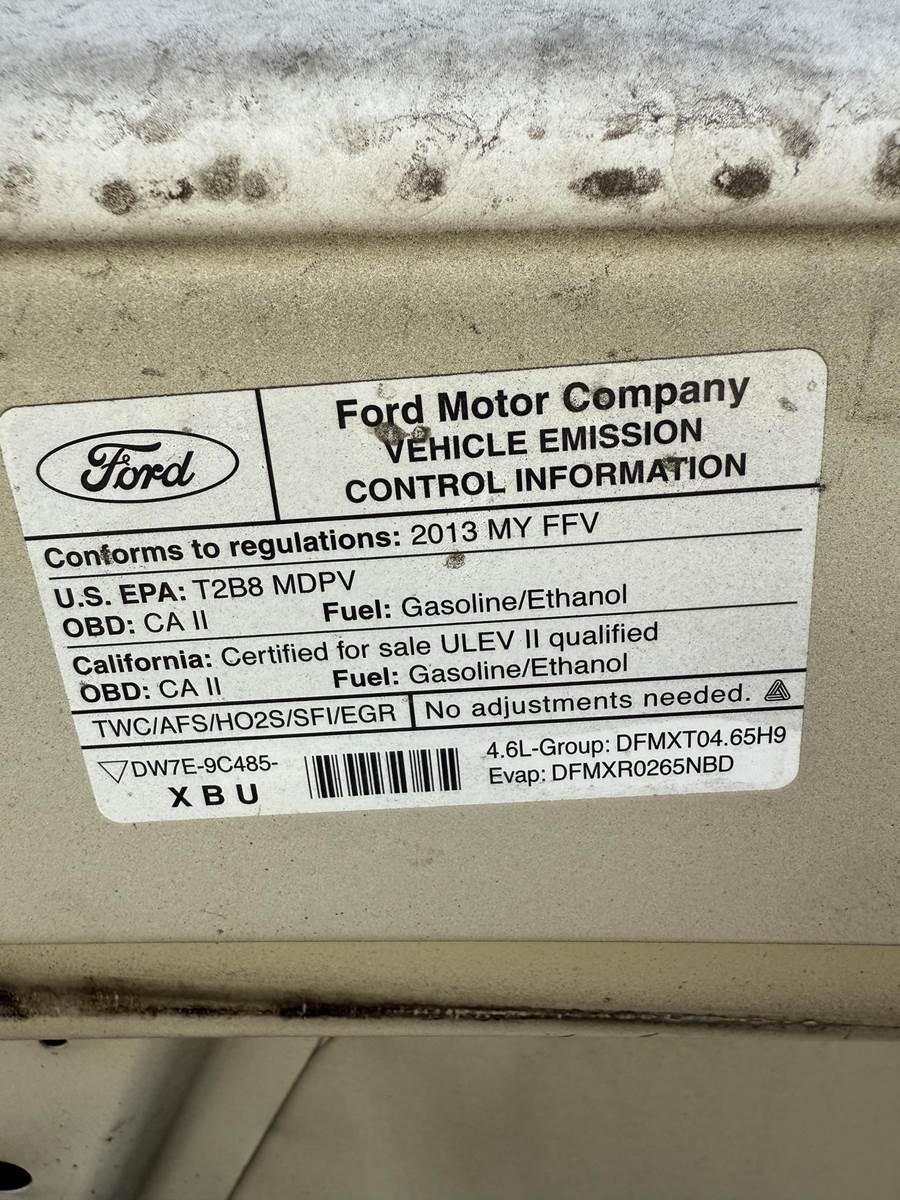 Ford
Ford Motor Company
VEHICLE EMISSION
CONTROL INFORMATION
Conforms to regulations: 2013 MY FFV
U.S. EPA: T2B8 MDPV
OBD: CA II Fuel: Gasoline/Ethanol
California: Certified for sale ULEV II qualified
OBD: CA II Fuel: Gasoline/Ethanol
TWC/AFS/HO2S/SFI/EGR No adjustments needed.
DW7E-9C485-
X B U
4.6L-Group: DFMXT04.65H9
Evap: DFMXR0265NBD